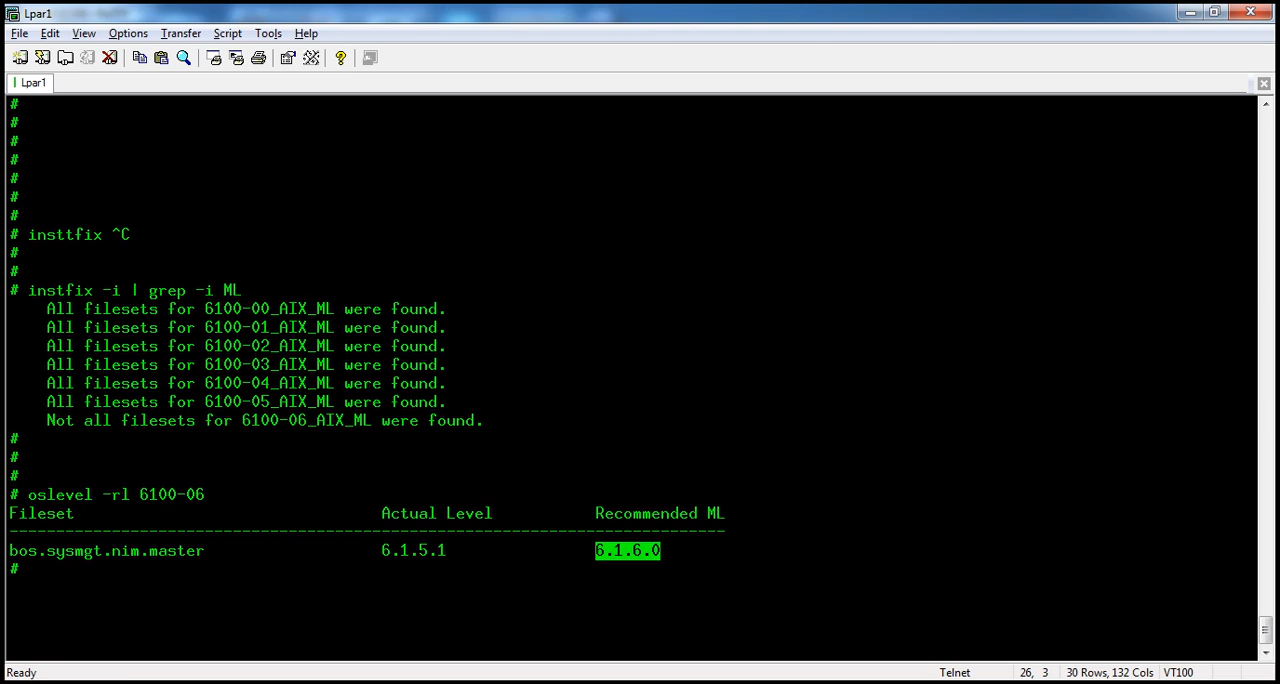 Lpar1
File Edit View Options Transfer Script Tools Help
Lpar1
#
#
#
#
#
#
#
# insttfix ^C
#
#
# instfix -i | grep -i ML
All filesets for 6100-00_AIX_ML were found.
All filesets for 6100-01_AIX_ML were found.
All filesets for 6100-02_AIX_ML were found.
All filesets for 6100-03_AIX_ML were found.
All filesets for 6100-04_AIX_ML were found.
All filesets for 6100-05_AIX_ML were found.
Not all filesets for 6100-06_AIX_ML were found.
#
#
#
# oslevel -rl 6100-06
Fileset Actual Level Recommended ML
-----------------------------------------------------------------------------
bos.sysmgt.nim.master 6.1.5.1 6.1.6.0
#
Ready Telnet 26, 3 30 Rows, 132 Cols VT100